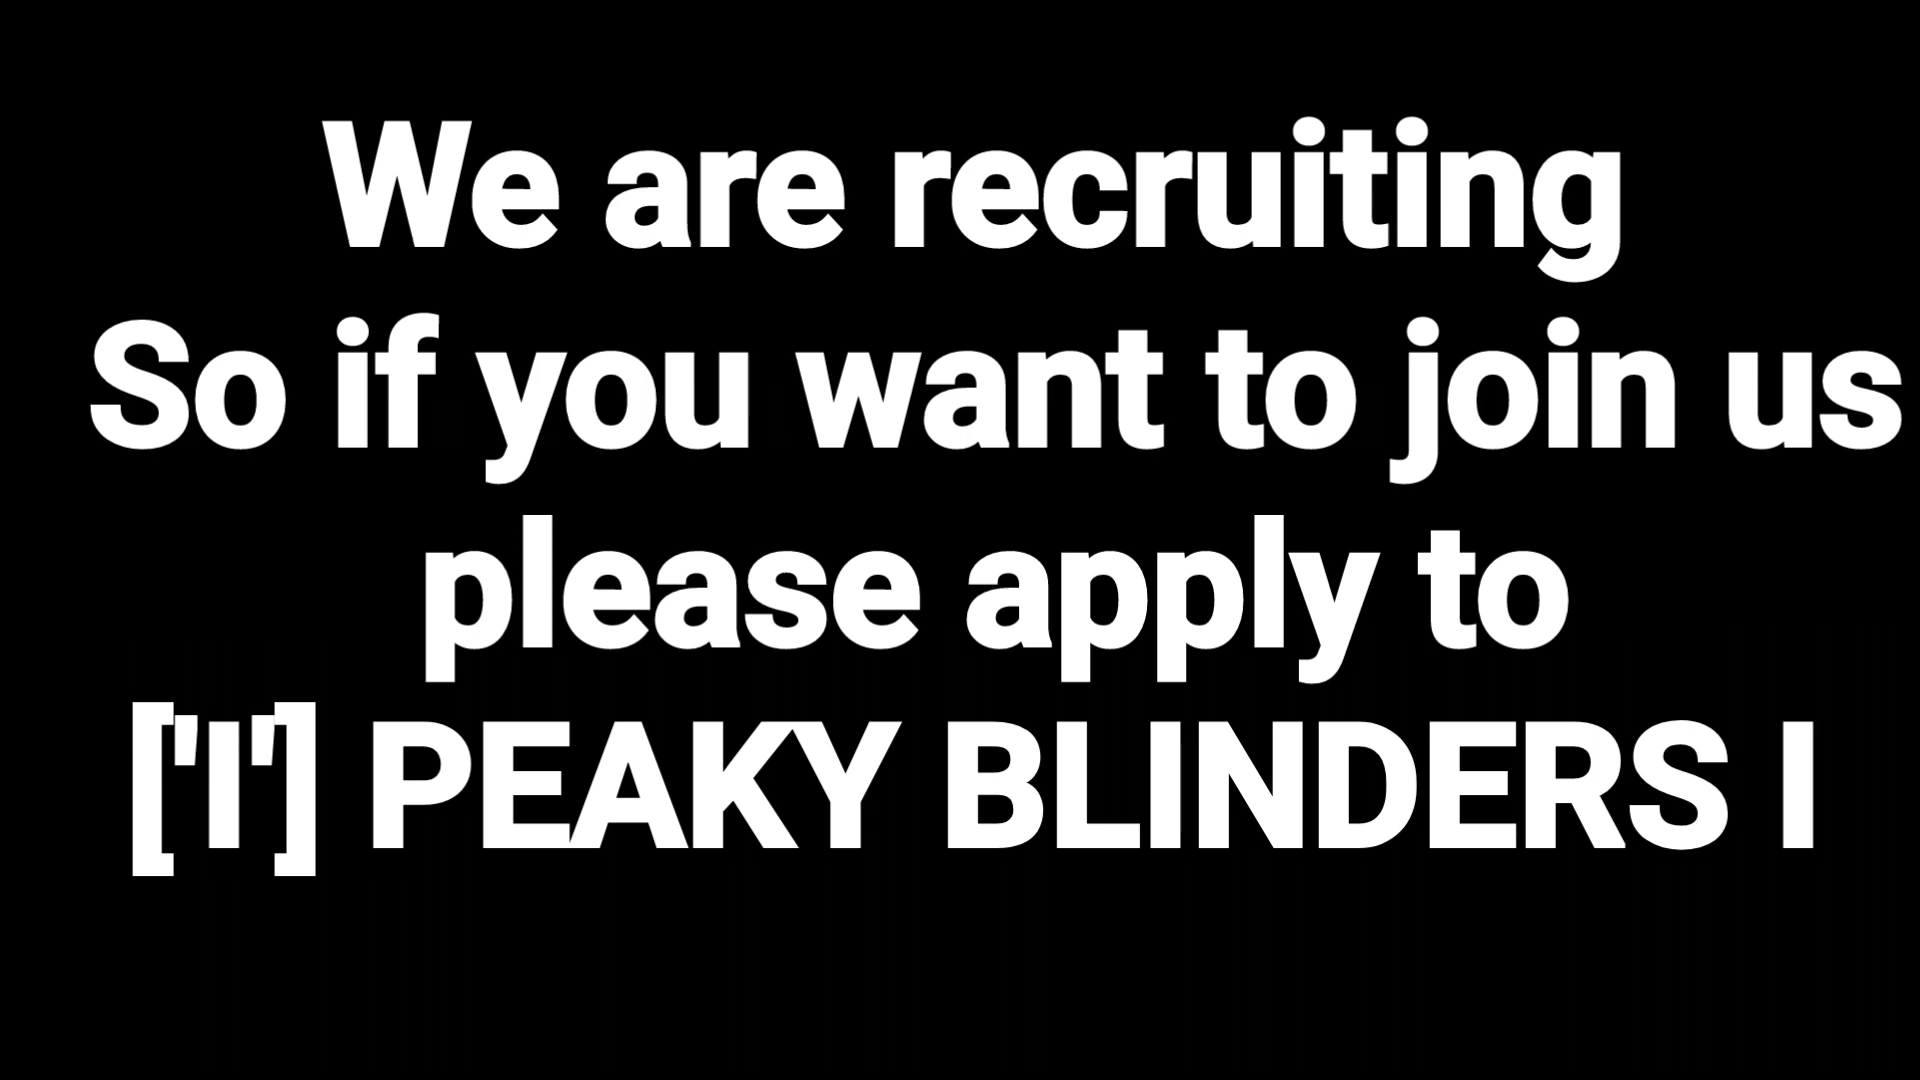 We are recruiting
So if you want to join us
please apply to
['I'] PEAKY BLINDERS I